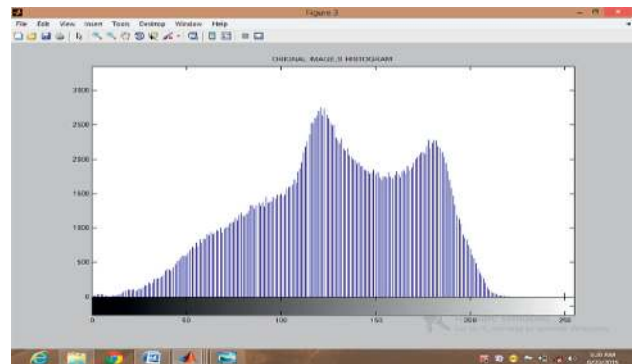 Figure 3
File Edit View Insert Tools Desktop Window Help
ORIGINAL IMAGE,S HISTOGRAM
3000
2500
2000
1500
1000
500
0
0 50 100 150 200 250